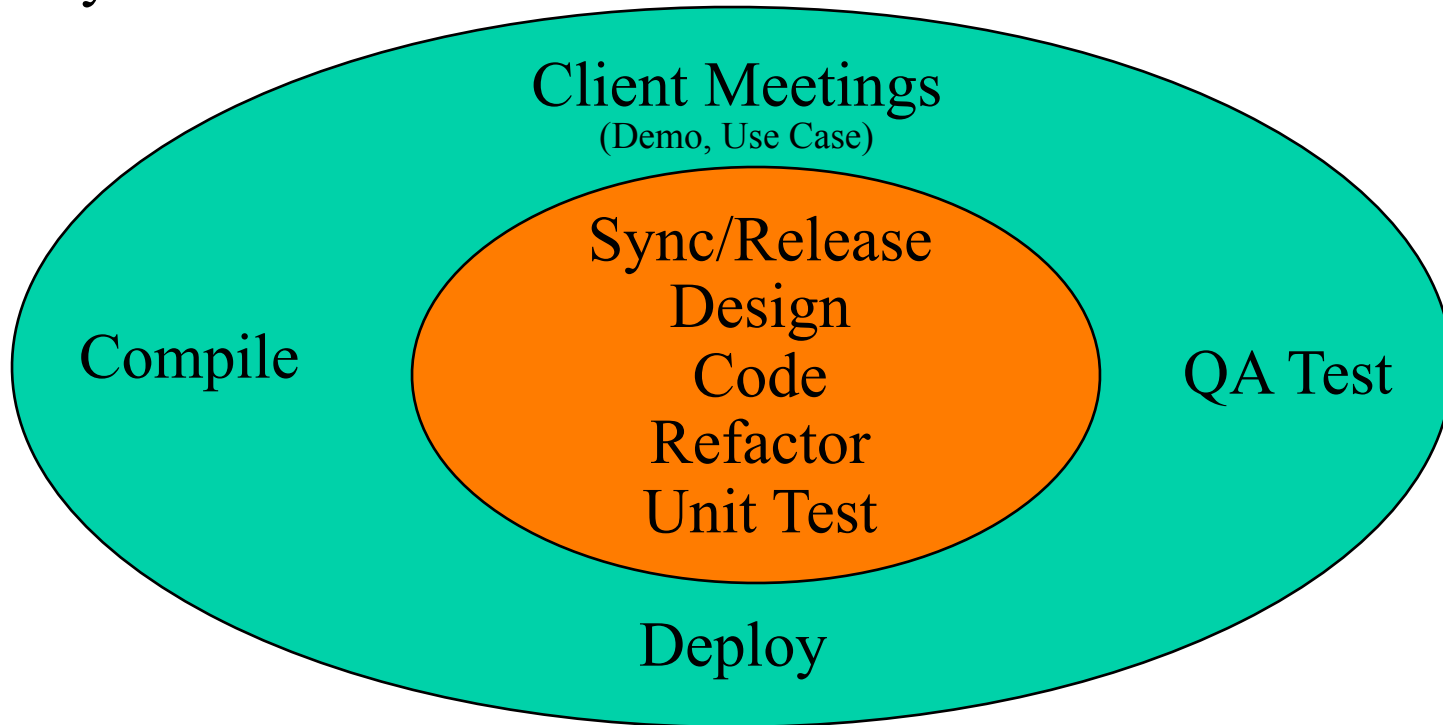 Client Meetings
(Demo, Use Case)
Sync/Release
Design
Compile
Code
QA Test
Refactor
Unit Test
Deploy